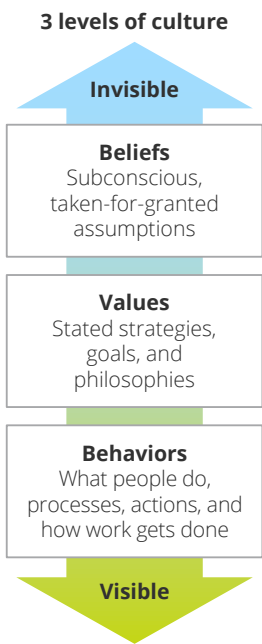 3 levels of culture
Invisible
Beliefs
Subconscious,
taken-for-granted
assumptions
Values
Stated strategies,
goals, and
philosophies
Behaviors
What people do,
processes, actions, and
how work gets done
Visible